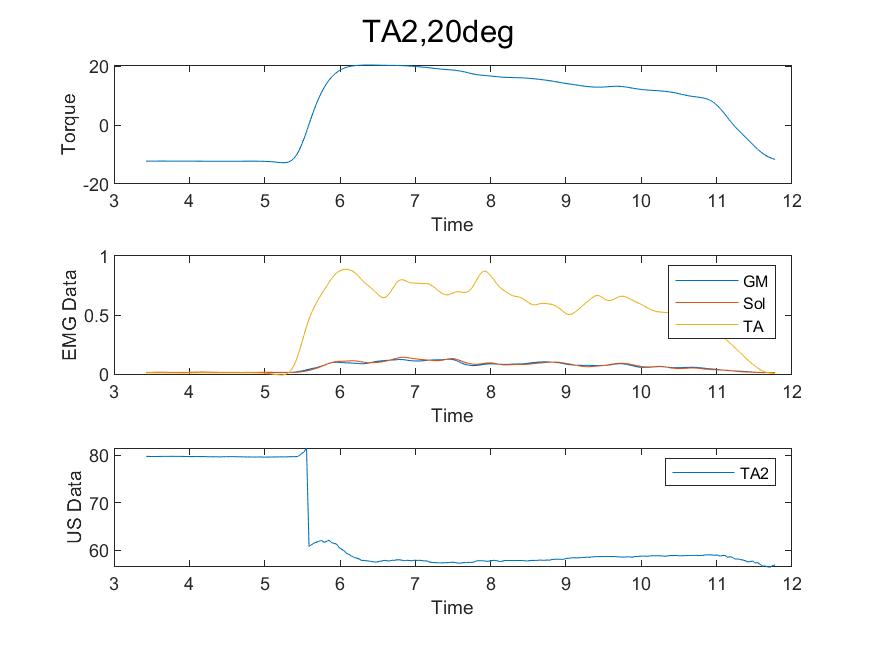 TA2,20deg
20
0
-20
Torque
3 4 5 6 7 8 9 10 11 12
Time
1
0.5
0
EMG Data
GM
Sol
TA
3 4 5 6 7 8 9 10 11 12
Time
80
70
60
US Data
TA2
3 4 5 6 7 8 9 10 11 12
Time